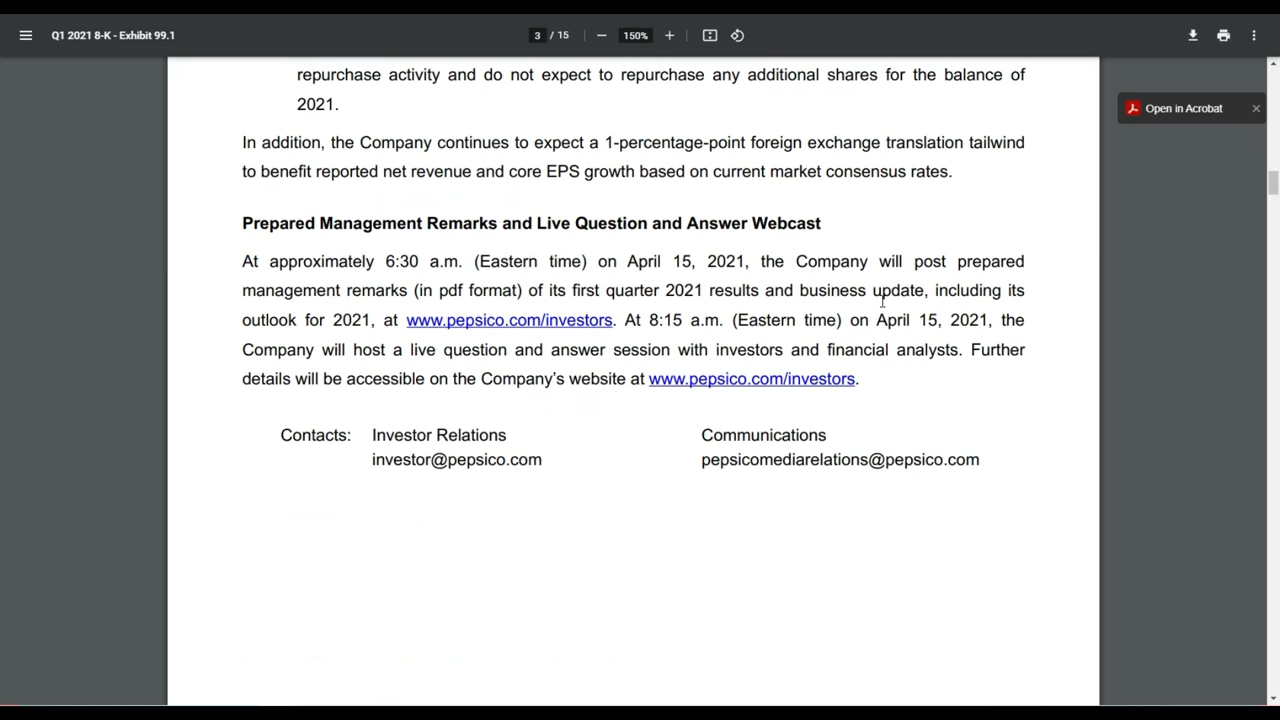 Q1 2021 8-K - Exhibit 99.1
3 / 15
150%
Open in Acrobat
repurchase activity and do not expect to repurchase any additional shares for the balance of
2021.
In addition, the Company continues to expect a 1-percentage-point foreign exchange translation tailwind
to benefit reported net revenue and core EPS growth based on current market consensus rates.
Prepared Management Remarks and Live Question and Answer Webcast
At approximately 6:30 a.m. (Eastern time) on April 15, 2021, the Company will post prepared
management remarks (in pdf format) of its first quarter 2021 results and business update, including its
outlook for 2021, at www.pepsico.com/investors. At 8:15 a.m. (Eastern time) on April 15, 2021, the
Company will host a live question and answer session with investors and financial analysts. Further
details will be accessible on the Company’s website at www.pepsico.com/investors.
Contacts: Investor Relations Communications
investor@pepsico.com pepsicomediarelations@pepsico.com